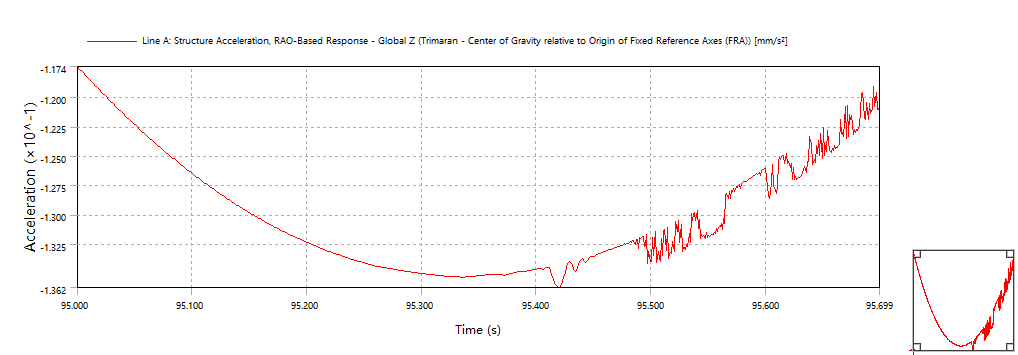 Line A: Structure Acceleration, RAO-Based Response - Global Z (Trimaran - Center of Gravity relative to Origin of Fixed Reference Axes (FRA)) [mm/s²]
Acceleration (×10^-1)
-1.174
-1.200
-1.225
-1.250
-1.275
-1.300
-1.325
-1.362
95.000 95.100 95.200 95.300 95.400 95.500 95.600 95.699
Time (s)